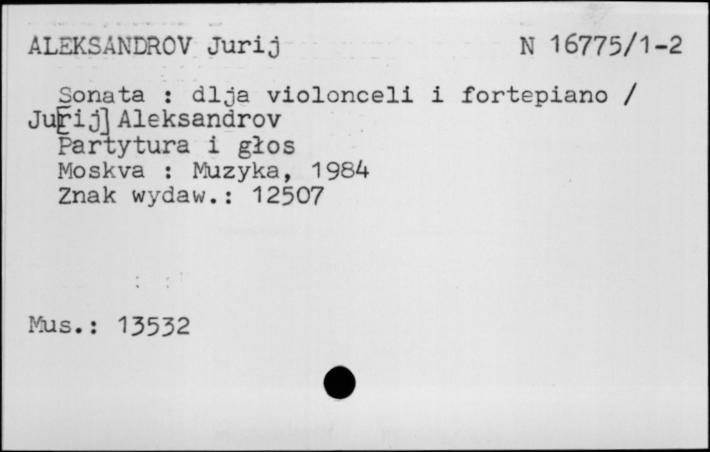 ALEKSANDROV Jurij N 16775/1-2
Sonata : dlja violonceli i fortepiano /
Ju[rij] Aleksandrov
Partytura i głos
Moskva : Muzyka, 1984
Znak wydaw.: 12507
Mus.: 13532